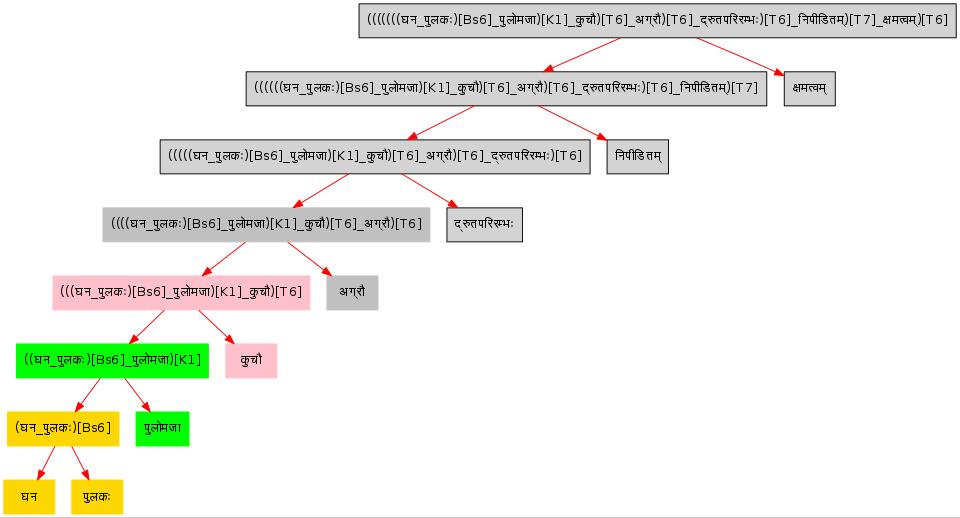 (((((((घन_पुलकः)[Bs6]_पुलोमजा)[K1]_कुचौ)[T6]_अग्रौ)[T6]_द्रुतपरिरम्भः)[T6]_निपीडितम्)[T7]_क्षमत्वम्)[T6]
((((((घन_पुलकः)[Bs6]_पुलोमजा)[K1]_कुचौ)[T6]_अग्रौ)[T6]_द्रुतपरिरम्भः)[T6]_निपीडितम)[T7]
क्षमत्वम्
(((((घन_पुलकः)[Bs6]_पुलोमजा)[K1]_कुचौ)[T6]_अग्रौ)[T6]_द्रुतपरिरम्भः)[T6]
निपीडितम्
((((घन_पुलकः)[Bs6]_पुलोमजा)[K1]_कुचौ)[T6]_अग्रौ)[T6]
द्रुतपरिरम्भः
(((घन_पुलकः)[Bs6]_पुलोमजा)[K1]_कुचौ)[T6]
अग्रौ
((घन_पुलकः)[Bs6]_पुलोमजा)[K1]
कुचौ
(घन_पुलकः)[Bs6]
पुलोमजा
घन
पुलकः